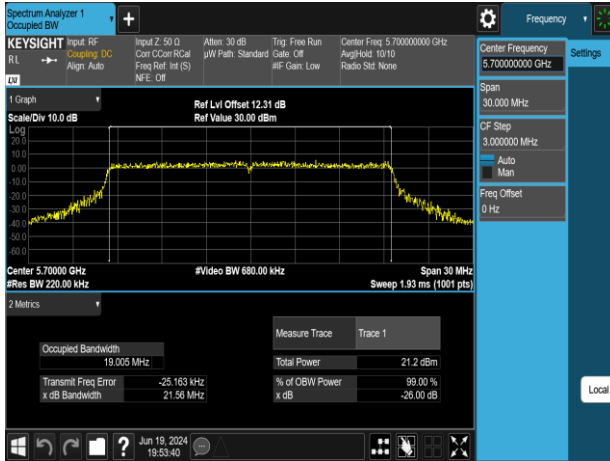 Spectrum Analyzer 1
Occupied BW
+
Frequency
KEYSIGHT
RL
LXI
Input: RF
Coupling: DC
Align: Auto
Input Z: 50 Ω
Corr CCorr RCal
Freq Ref: Int (S)
NFE: Off
Atten: 30 dB
µW Path: Standard
Trig: Free Run
Gate: Off
#IF Gain: Low
Center Freq: 5.700000000 GHz
Avg|Hold: 10/10
Radio Std: None
Center Frequency
5.700000000 GHz
Settings
Span
30.000 MHz
CF Step
3.000000 MHz
Auto
Man
Freq Offset
0 Hz
1 Graph
Scale/Div 10.0 dB
Ref Lvl Offset 12.31 dB
Ref Value 30.00 dBm
Log
20.0
10.0
0.00
-10.0
-20.0
-30.0
-40.0
-50.0
-60.0
Center 5.70000 GHz
#Video BW 680.00 kHz
Span 30 MHz
#Res BW 220.00 kHz
Sweep 1.93 ms (1001 pts)
2 Metrics
Measure Trace
Trace 1
Occupied Bandwidth
19.005 MHz
Total Power
21.2 dBm
Transmit Freq Error
-25.163 kHz
% of OBW Power
99.00 %
x dB Bandwidth
21.56 MHz
x dB
-26.00 dB
Local
?
Jun 19, 2024
19:53:40